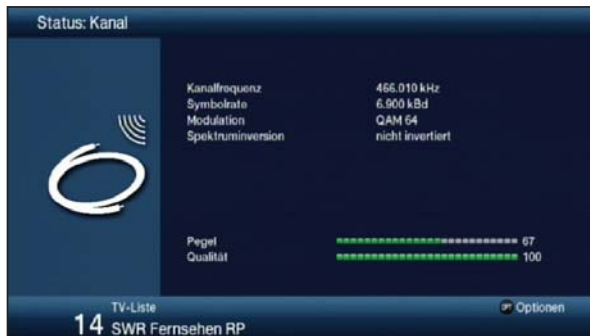 Status: Kanal
Kanalfrequenz 466.010 kHz
Symbolrate 6.900 kBd
Modulation QAM 64
Spektruminversion nicht invertiert
Pegel 67
Qualität 100
TV-Liste
14 SWR Fernsehen RP
OPT Optionen